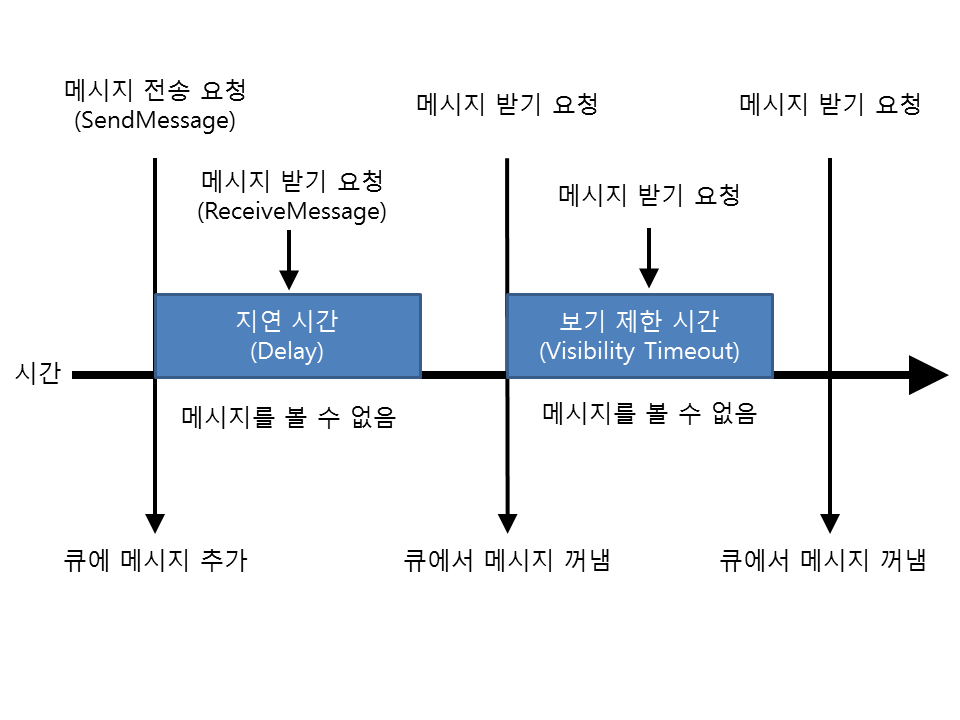 메시지 전송 요청
(SendMessage)
메시지 받기 요청
메시지 받기 요청
메시지 받기 요청
(ReceiveMessage)
메시지 받기 요청
지연 시간
(Delay)
보기 제한 시간
(Visibility Timeout)
시간
메시지를 볼 수 없음
메시지를 볼 수 없음
큐에 메시지 추가
큐에서 메시지 꺼냄
큐에서 메시지 꺼냄